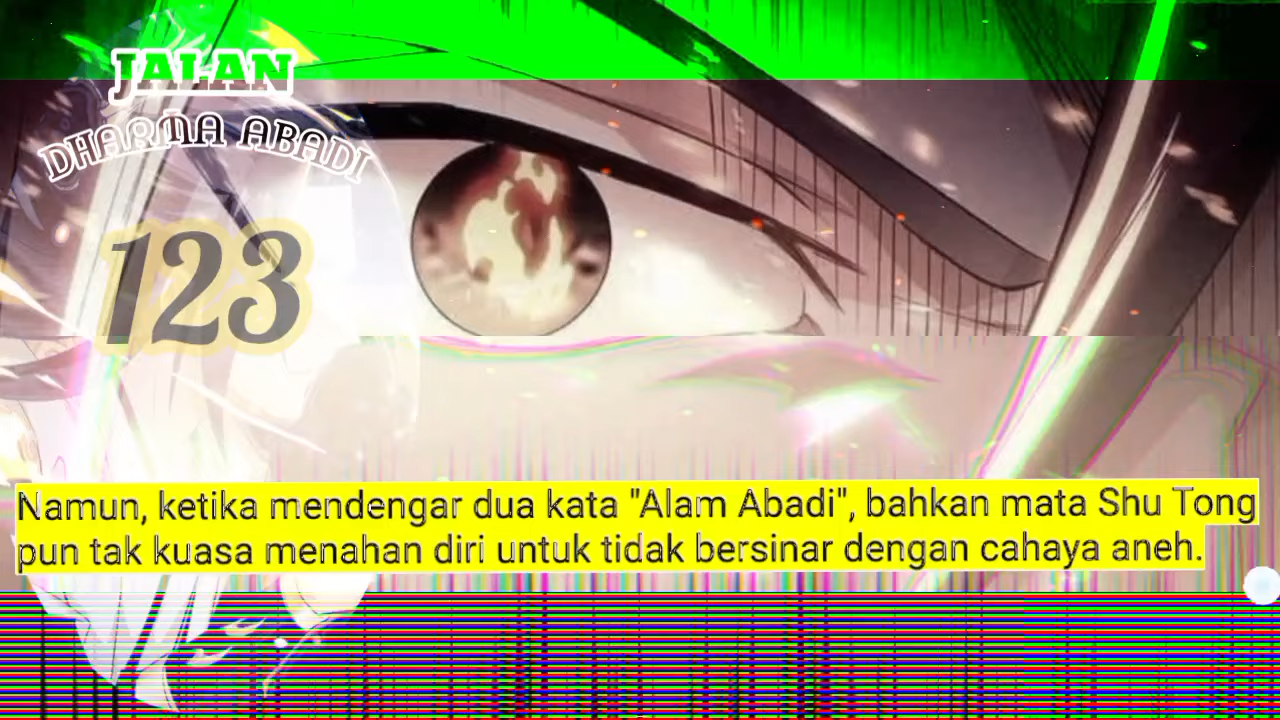 JALAN
DHARMA ABADI
123
Namun, ketika mendengar dua kata "Alam Abadi", bahkan mata Shu Tong
pun tak kuasa menahan diri untuk tidak bersinar dengan cahaya aneh.